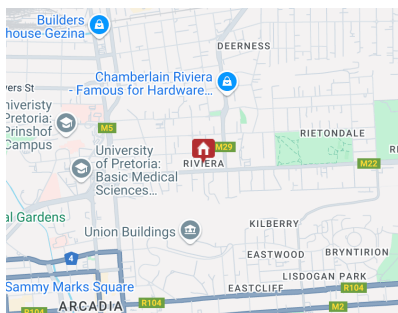 Builders
house Gezina
DEERNESS
Chamberlain Riviera
- Famous for Hardware...
ers St
niveristy
Pretoria:
Prinshof
Campus
M5
M29
RIETONDALE
University
of Pretoria:
Basic Medical
Sciences...
RIVIERA
M22
al Gardens
KILBERRY
Union Buildings
EASTWOOD
BRYNTIRION
4
LISDOGAN PARK
Sammy Marks Square
EASTCLIFF
R104
R104
ARCADIA
R104
M2